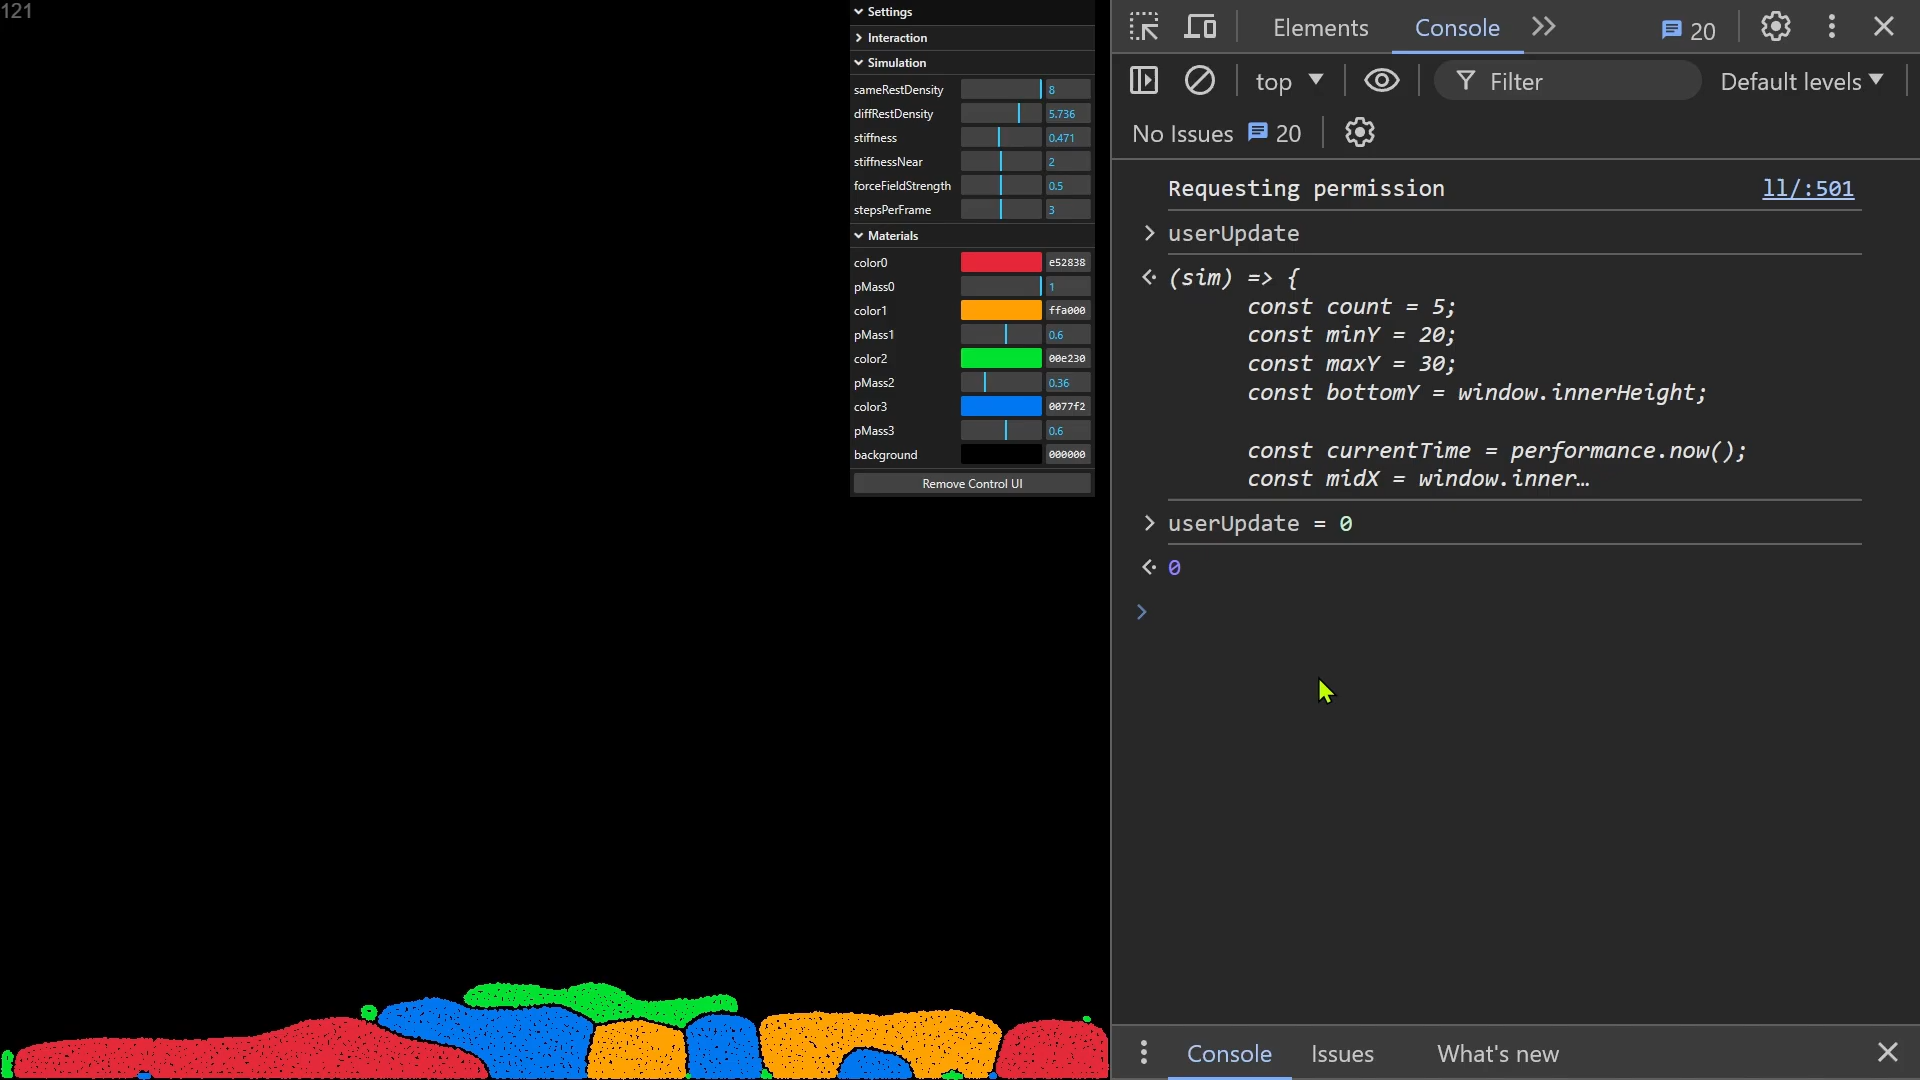 121
Settings
Interaction
Simulation
sameRestDensity 8
diffRestDensity 5.736
stiffness 0.471
stiffnessNear 2
forceFieldStrength 0.5
stepsPerFrame 3
Materials
color0 e52838
pMass0 1
color1 ffa000
pMass1 0.6
color2 00e230
pMass2 0.36
color3 0077f2
pMass3 0.6
background 000000
Remove Control UI
Elements Console 20
top Filter Default levels
No Issues 20
Requesting permission ll/:501
userUpdate
(sim) => {
const count = 5;
const minY = 20;
const maxY = 30;
const bottomY = window.innerHeight;
const currentTime = performance.now();
const midX = window.inner…
userUpdate = 0
0
Console Issues What's new